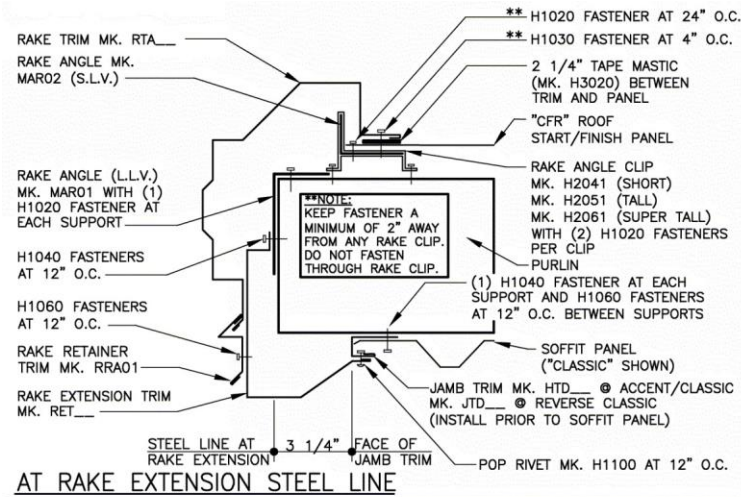 ** H1020 FASTENER AT 24" O.C.
** H1030 FASTENER AT 4" O.C.
RAKE TRIM MK. RTA__
RAKE ANGLE MK.
MAR02 (S.L.V.)
2 1/4" TAPE MASTIC
(MK. H3020) BETWEEN
TRIM AND PANEL
"CFR" ROOF
START/FINISH PANEL
RAKE ANGLE (L.L.V.)
MK. MAR01 WITH (1)
H1020 FASTENER AT
EACH SUPPORT
**NOTE:
KEEP FASTENER A
MINIMUM OF 2" AWAY
FROM ANY RAKE CLIP.
DO NOT FASTEN
THROUGH RAKE CLIP.
RAKE ANGLE CLIP
MK. H2041 (SHORT)
MK. H2051 (TALL)
MK. H2061 (SUPER TALL)
WITH (2) H1020 FASTENERS
PER CLIP
PURLIN
H1040 FASTENERS
AT 12" O.C.
(1) H1040 FASTENER AT EACH
SUPPORT AND H1060 FASTENERS
AT 12" O.C. BETWEEN SUPPORTS
H1060 FASTENERS
AT 12" O.C.
RAKE RETAINER
TRIM MK. RRA01
SOFFIT PANEL
("CLASSIC" SHOWN)
RAKE EXTENSION TRIM
MK. RET__
JAMB TRIM MK. HTD__ @ ACCENT/CLASSIC
MK. JTD__ @ REVERSE CLASSIC
(INSTALL PRIOR TO SOFFIT PANEL)
STEEL LINE AT
RAKE EXTENSION
3 1/4"
FACE OF
JAMB TRIM
POP RIVET MK. H1100 AT 12" O.C.
AT RAKE EXTENSION STEEL LINE